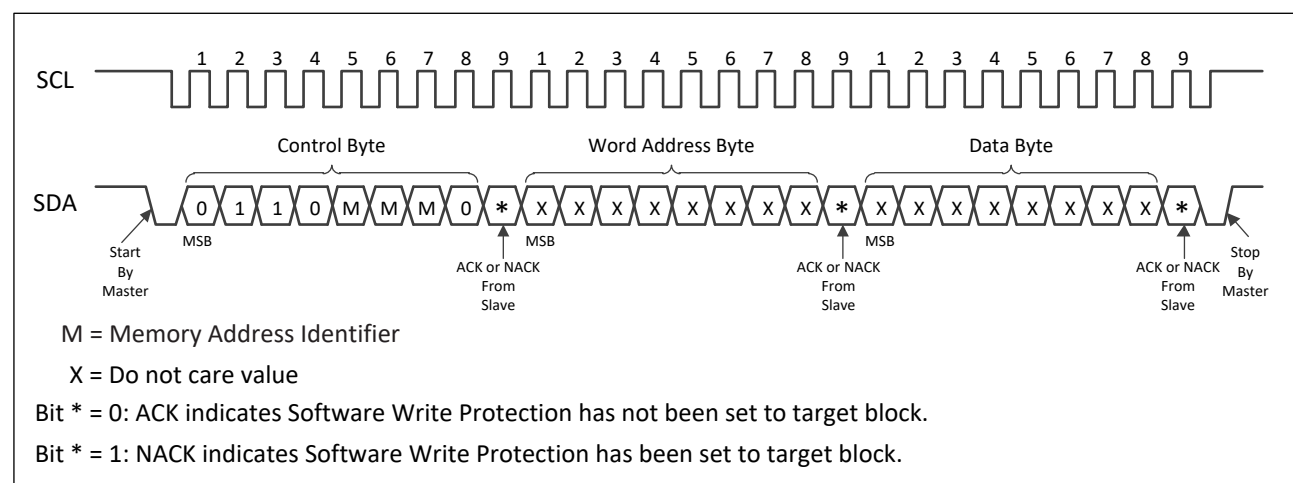 1 2 3 4 5 6 7 8 9 1 2 3 4 5 6 7 8 9 1 2 3 4 5 6 7 8 9
SCL
Control Byte Word Address Byte Data Byte
SDA 0 1 1 0 M M M 0 * X X X X X X X X * X X X X X X X X *
MSB MSB MSB
Start
By
Master
ACK or NACK
From
Slave
ACK or NACK
From
Slave
ACK or NACK
From
Slave
Stop
By
Master
M = Memory Address Identifier
X = Do not care value
Bit * = 0: ACK indicates Software Write Protection has not been set to target block.
Bit * = 1: NACK indicates Software Write Protection has been set to target block.